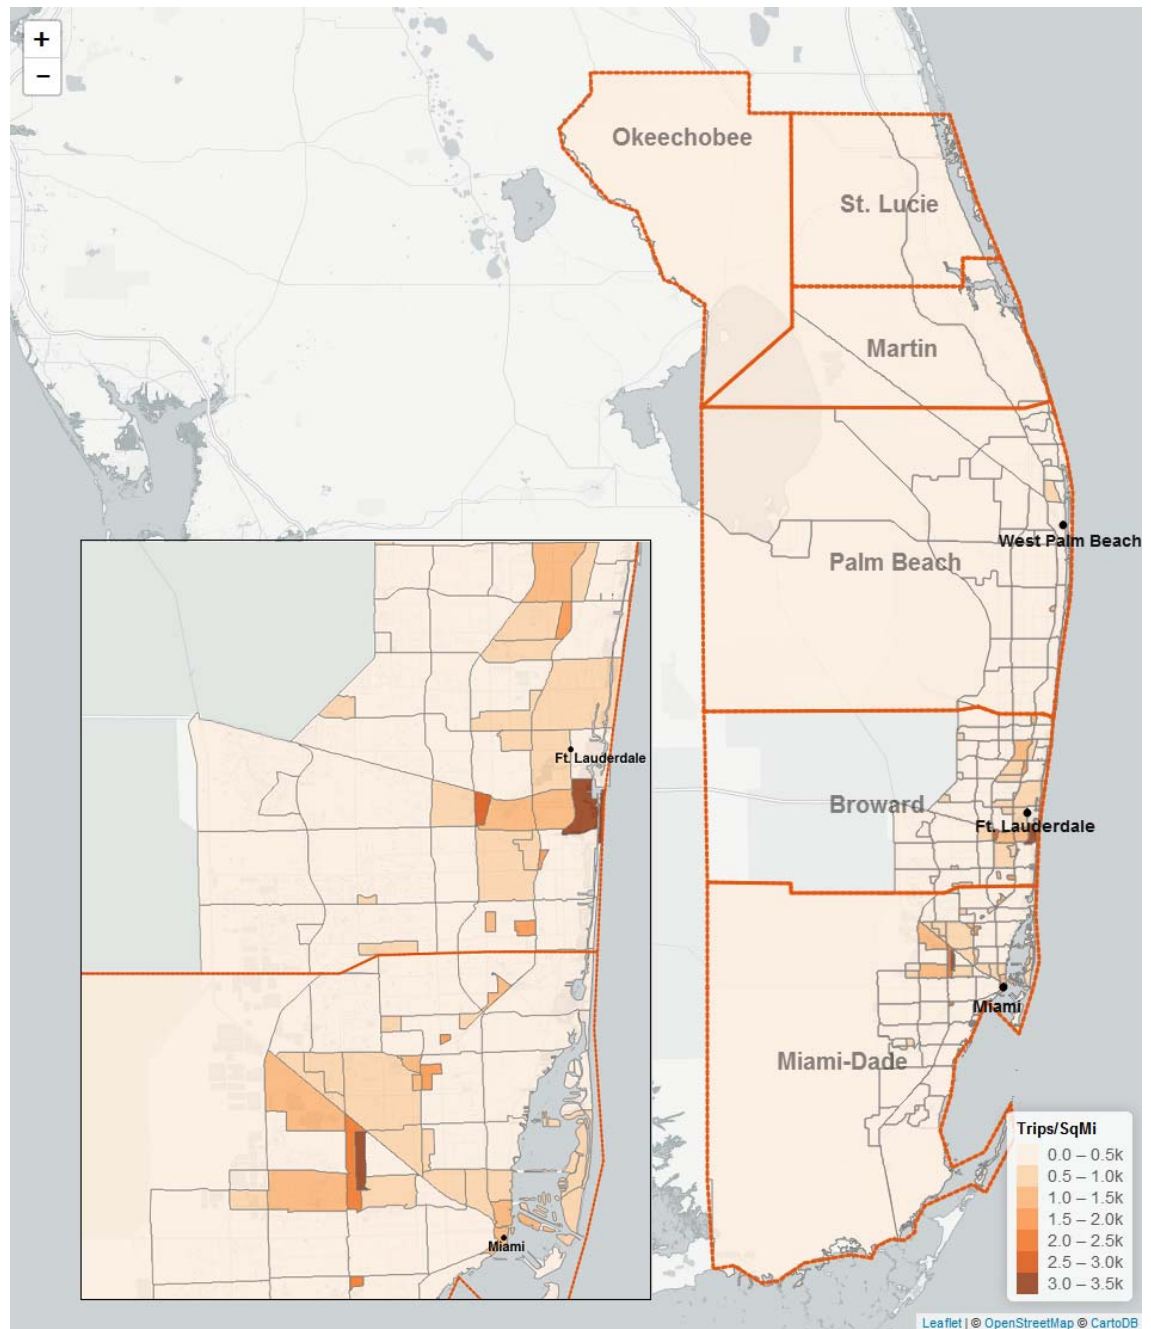 +
−
Okeechobee
St. Lucie
Martin
West Palm Beach
Palm Beach
Ft. Lauderdale
Broward
Ft. Lauderdale
Miami
Miami-Dade
Miami
Trips/SqMi
0.0 – 0.5k
0.5 – 1.0k
1.0 – 1.5k
1.5 – 2.0k
2.0 – 2.5k
2.5 – 3.0k
3.0 – 3.5k
Leaflet | © OpenStreetMap © CartoDB